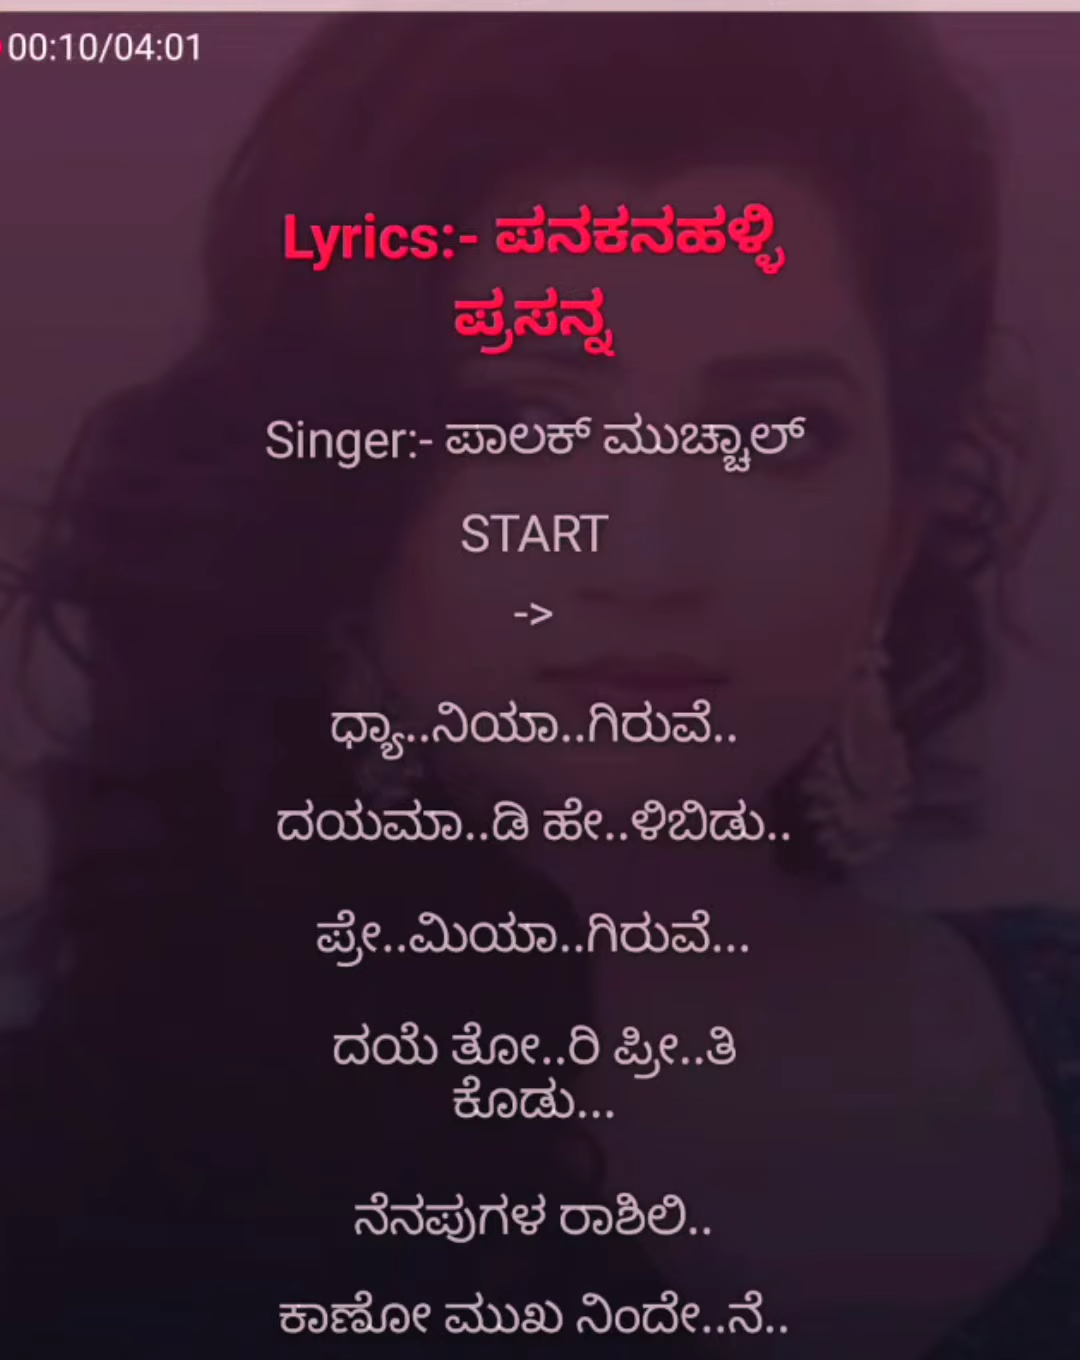 00:10/04:01
Lyrics:- ಪನಕನಹಳ್ಳಿ
ಪ್ರಸನ್ನ
Singer:- ಪಾಲಕ್ ಮುಚ್ಚಾಲ್
START
->
ಧ್ಯಾ..ನಿಯಾ..ಗಿರುವೆ..
ದಯಮಾ..ಡಿ ಹೇ..ಳಿಬಿಡು..
ಪ್ರೇ..ಮಿಯಾ..ಗಿರುವೆ...
ದಯೆ ತೋ..ರಿ ಪ್ರೀ..ತಿ
ಕೊಡು...
ನೆನಪುಗಳ ರಾಶಿಲಿ..
ಕಾಣೋ ಮುಖ ನಿಂದೇ..ನೆ..